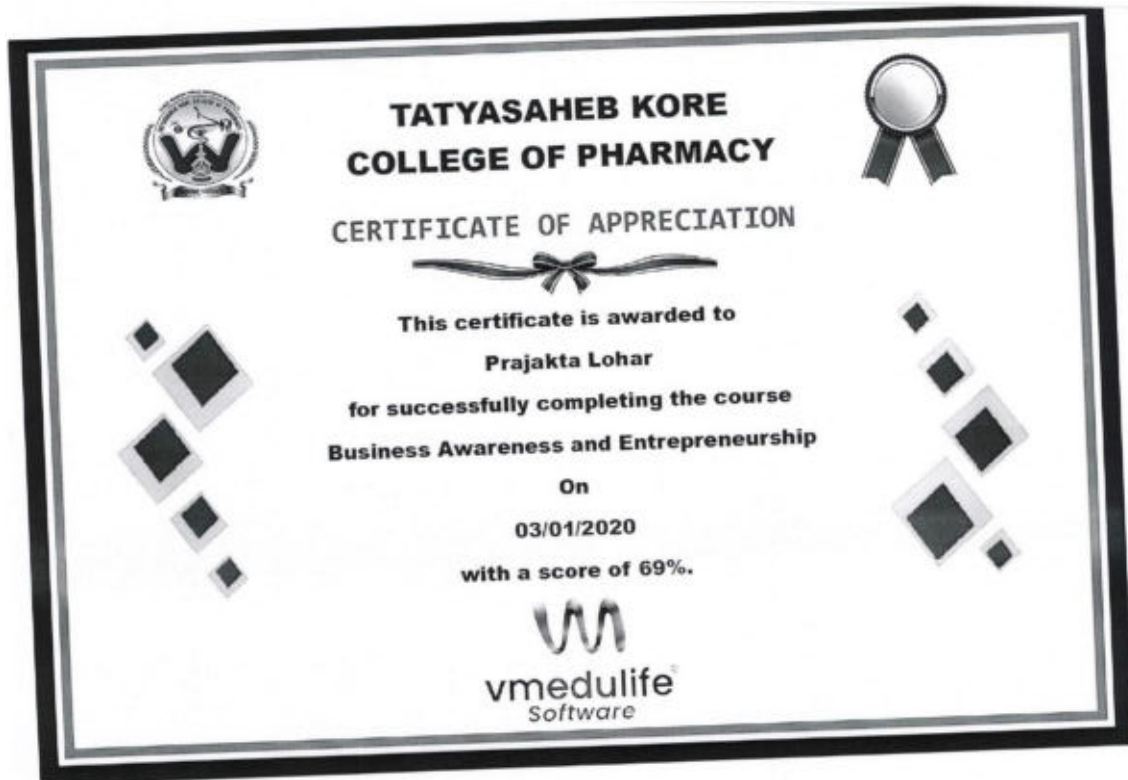 TATYASAHEB KORE
COLLEGE OF PHARMACY
CERTIFICATE OF APPRECIATION
This certificate is awarded to
Prajakta Lohar
for successfully completing the course
Business Awareness and Entrepreneurship
On
03/01/2020
with a score of 69%.
vmedulife
Software